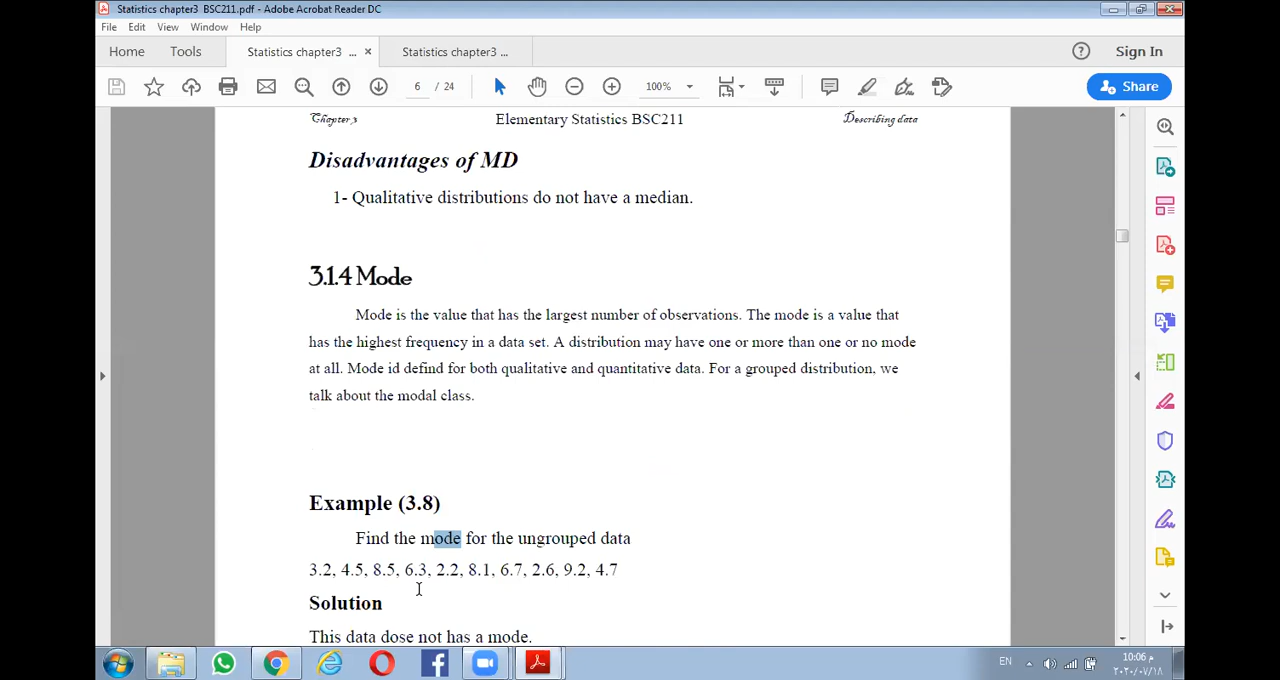 Statistics chapter3 BSC211.pdf - Adobe Acrobat Reader DC
File Edit View Window Help
Home Tools Statistics chapter3 ... × Statistics chapter3 ... ? Sign In
6 / 24 100% Share
Chapter 3 Elementary Statistics BSC211 Describing data
Disadvantages of MD
1- Qualitative distributions do not have a median.
3.1.4 Mode
Mode is the value that has the largest number of observations. The mode is a value that
has the highest frequency in a data set. A distribution may have one or more than one or no mode
at all. Mode id defind for both qualitative and quantitative data. For a grouped distribution, we
talk about the modal class.
Example (3.8)
Find the mode for the ungrouped data
3.2, 4.5, 8.5, 6.3, 2.2, 8.1, 6.7, 2.6, 9.2, 4.7
Solution
This data dose not has a mode.
EN 10:06 م
٢٠٢٠/٠٧/١٨